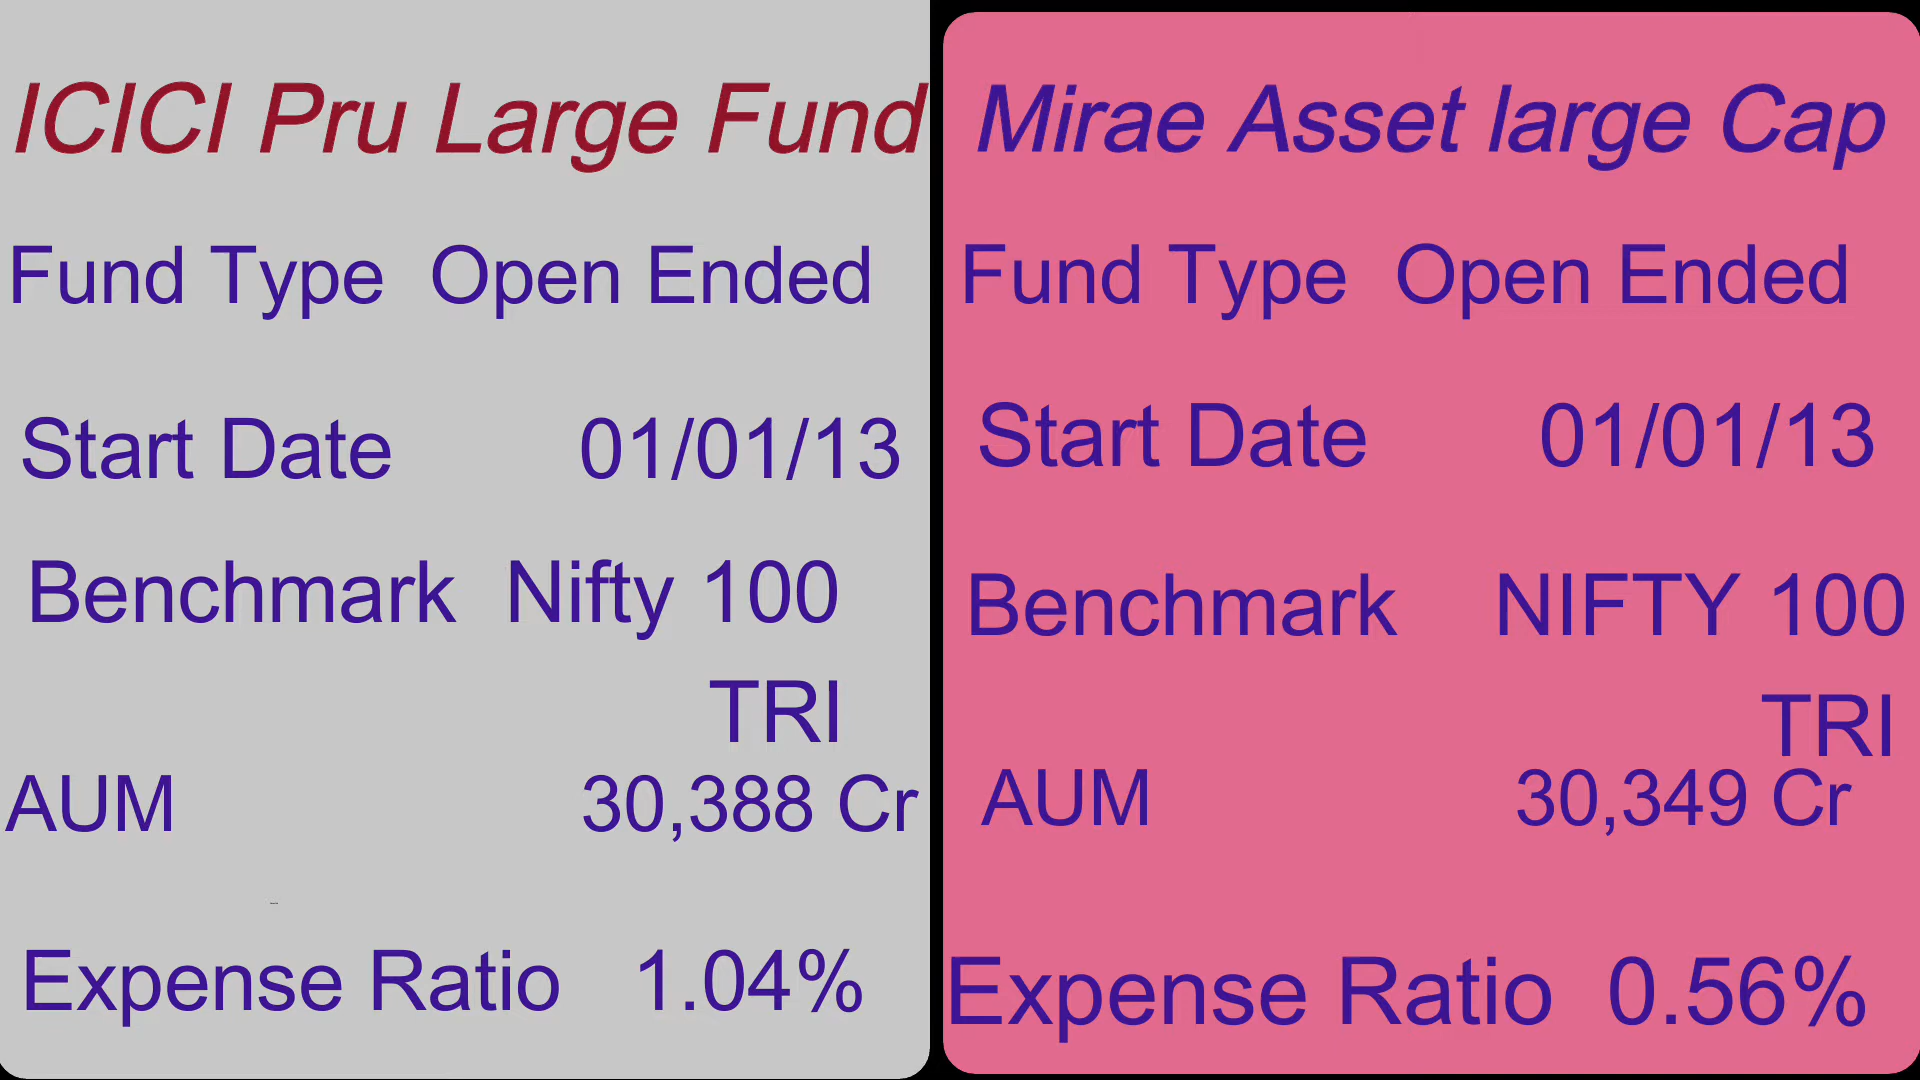 ICICI Pru Large Fund
Fund Type Open Ended
Start Date 01/01/13
Benchmark Nifty 100
TRI
AUM 30,388 Cr
Expense Ratio 1.04%
Mirae Asset large Cap
Fund Type Open Ended
Start Date 01/01/13
Benchmark NIFTY 100
TRI
AUM 30,349 Cr
Expense Ratio 0.56%